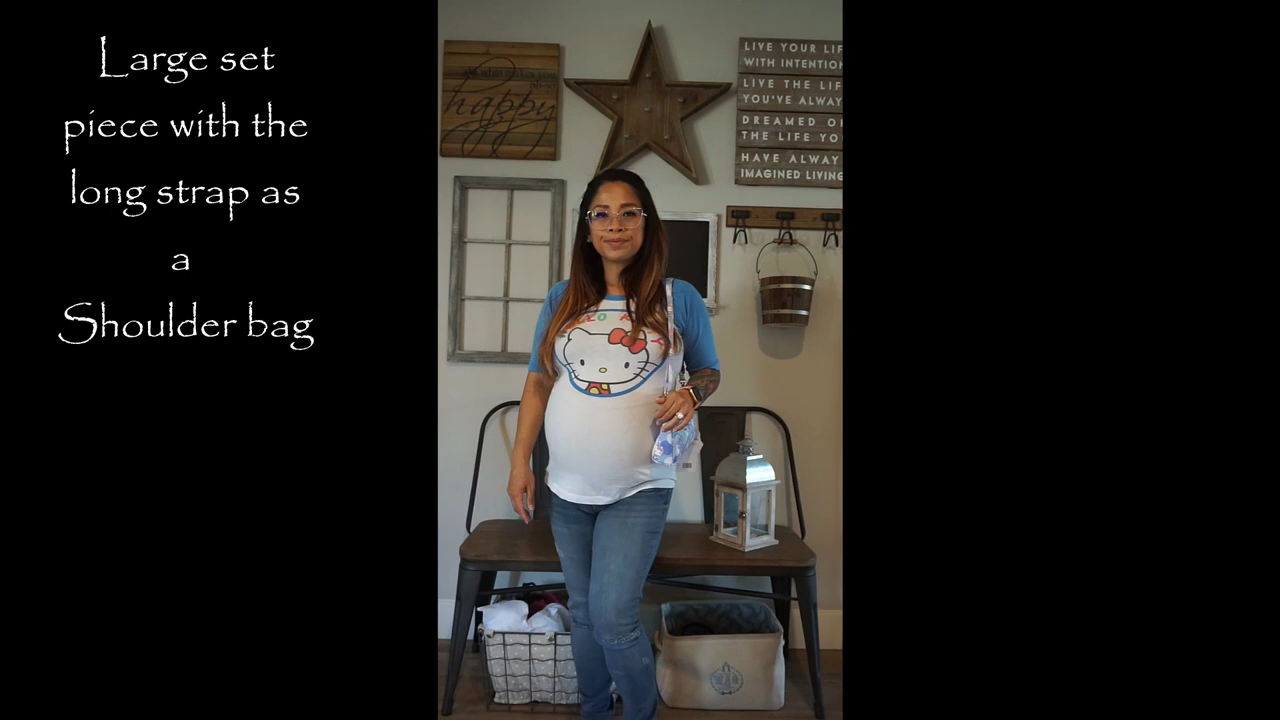 Large set
piece with the
long strap as
a
Shoulder bag
happy
LIVE YOUR LIF
WITH INTENTION
LIVE THE LIF
YOU'VE ALWAY
DREAMED O
THE LIFE YO
HAVE ALWAY
IMAGINED LIVING